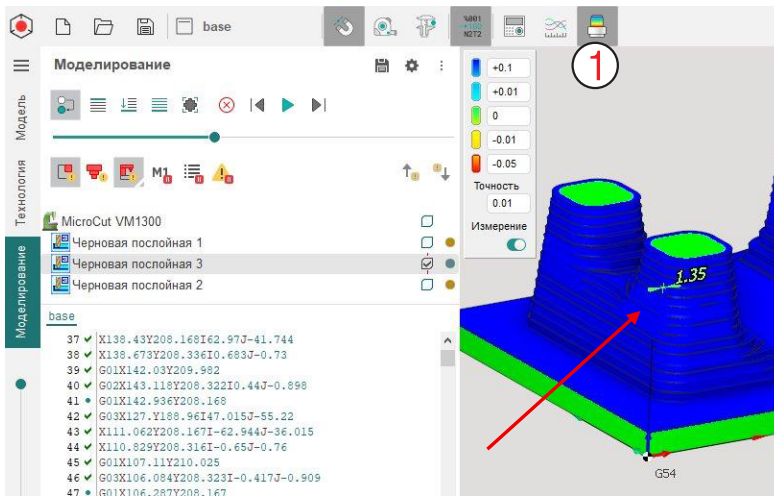 base
%001
→100
N2T2
1
Моделирование
Модель
Технология
Моделирование
M1
MicroCut VM1300
Черновая послойная 1
Черновая послойная 3
Черновая послойная 2
base
37 X138.43Y208.168I62.97J-41.744
38 X138.673Y208.336I0.683J-0.73
39 G01X142.03Y209.982
40 G02X143.118Y208.322I0.44J-0.898
41 G01X142.936Y208.168
42 G03X127.Y188.96I47.015J-55.22
43 X111.062Y208.167I-62.944J-36.015
44 X110.829Y208.316I-0.65J-0.76
45 G01X107.11Y210.025
46 G03X106.084Y208.323I-0.417J-0.909
47 G01X106.287Y208.167
+0.1
+0.01
0
-0.01
-0.05
Точность
0.01
Измерение
1.35
G54